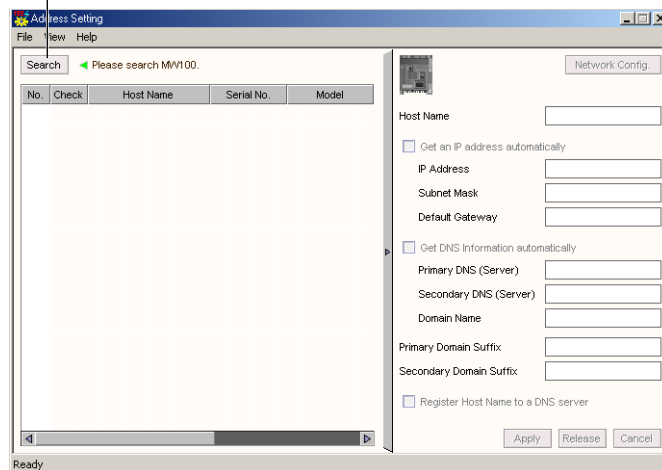 Address Setting
File View Help
Search Please search MW100.
No. Check Host Name Serial No. Model
Network Config.
Host Name
Get an IP address automatically
IP Address
Subnet Mask
Default Gateway
Get DNS Information automatically
Primary DNS (Server)
Secondary DNS (Server)
Domain Name
Primary Domain Suffix
Secondary Domain Suffix
Register Host Name to a DNS server
Apply Release Cancel
Ready